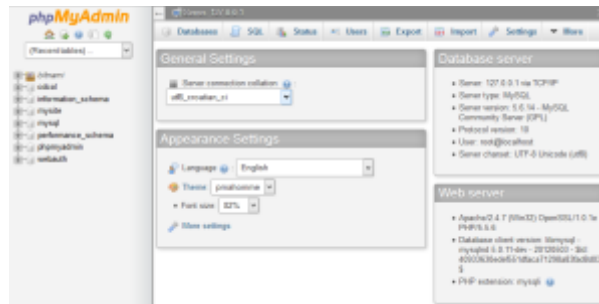 phpMyAdmin
(Recent tables) ...
information_schema
mysite
mysql
performance_schema
phpmyadmin
webauth
Databases SQL Status Users Export Import Settings More
General Settings
Server connection collation
utf8_croatian_ci
Appearance Settings
Language : English
Theme : pmahomme
Font size: 82%
More settings
Database server
Server: 127.0.0.1 via TCP/IP
Server type: MySQL
Server version: 5.6.14 - MySQL
Community Server (GPL)
Protocol version: 10
User: root@localhost
Server charset: UTF-8 Unicode (utf8)
Web server
Apache/2.4.7 (Win32) OpenSSL/1.0.1e
PHP/5.5.6
Database client version: libmysql -
mysqlnd 5.0.11-dev - 20120503 - $Id:
$
PHP extension: mysqli